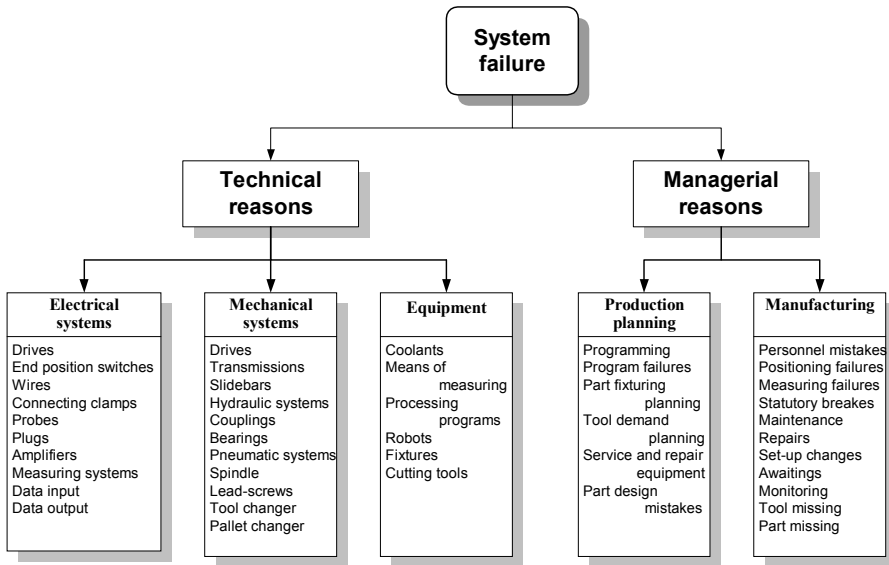 System
failure
Technical
reasons
Managerial
reasons
Electrical
systems
Drives
End position switches
Wires
Connecting clamps
Probes
Plugs
Amplifiers
Measuring systems
Data input
Data output
Mechanical
systems
Drives
Transmissions
Slidebars
Hydraulic systems
Couplings
Bearings
Pneumatic systems
Spindle
Lead-screws
Tool changer
Pallet changer
Equipment
Coolants
Means of
measuring
Processing
programs
Robots
Fixtures
Cutting tools
Production
planning
Programming
Program failures
Part fixturing
planning
Tool demand
planning
Service and repair
equipment
Part design
mistakes
Manufacturing
Personnel mistakes
Positioning failures
Measuring failures
Statutory breakes
Maintenance
Repairs
Set-up changes
Awaitings
Monitoring
Tool missing
Part missing